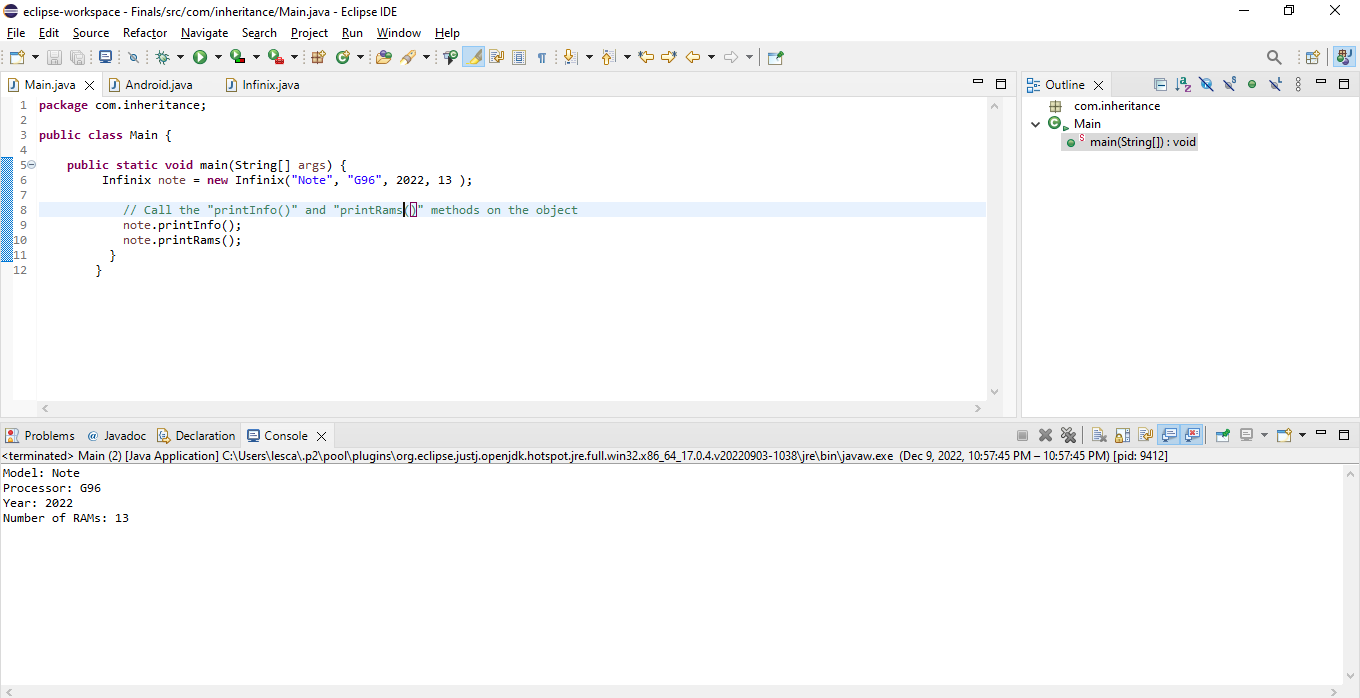 eclipse-workspace - Finals/src/com/inheritance/Main.java - Eclipse IDE
File Edit Source Refactor Navigate Search Project Run Window Help
Main.java Android.java Infinix.java
1 package com.inheritance;
2
3 public class Main {
4
5 public static void main(String[] args) {
6 Infinix note = new Infinix("Note", "G96", 2022, 13 );
7
8 // Call the "printInfo()" and "printRams()" methods on the object
9 note.printInfo();
10 note.printRams();
11 }
12 }
Outline
com.inheritance
Main
main(String[]) : void
Problems @ Javadoc Declaration Console
<terminated> Main (2) [Java Application] C:\Users\lesca\.p2\pool\plugins\org.eclipse.justj.openjdk.hotspot.jre.full.win32.x86_64_17.0.4.v20220903-1038\jre\bin\javaw.exe (Dec 9, 2022, 10:57:45 PM – 10:57:45 PM) [pid: 9412]
Model: Note
Processor: G96
Year: 2022
Number of RAMs: 13